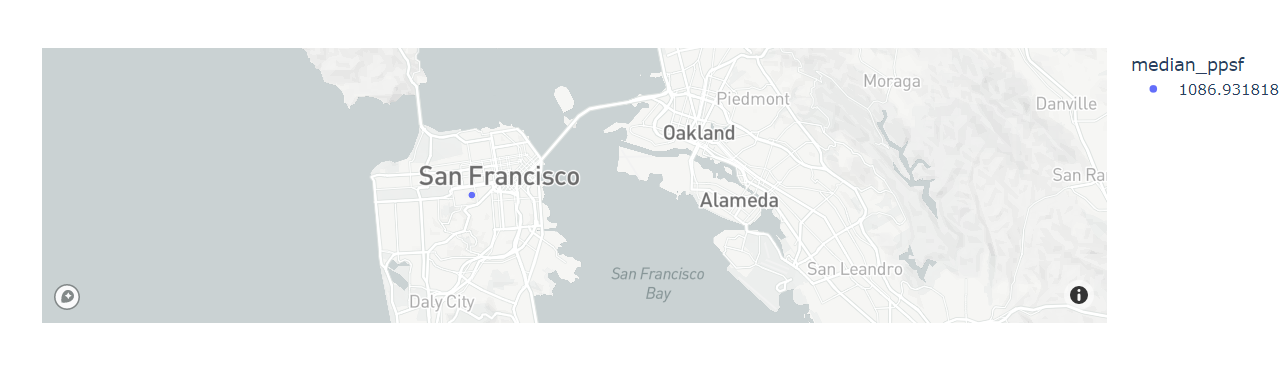 median_ppsf
1086.931818
Moraga
Piedmont
Danville
Oakland
San Francisco
San Ra
Alameda
San Leandro
San Francisco
Bay
Daly City